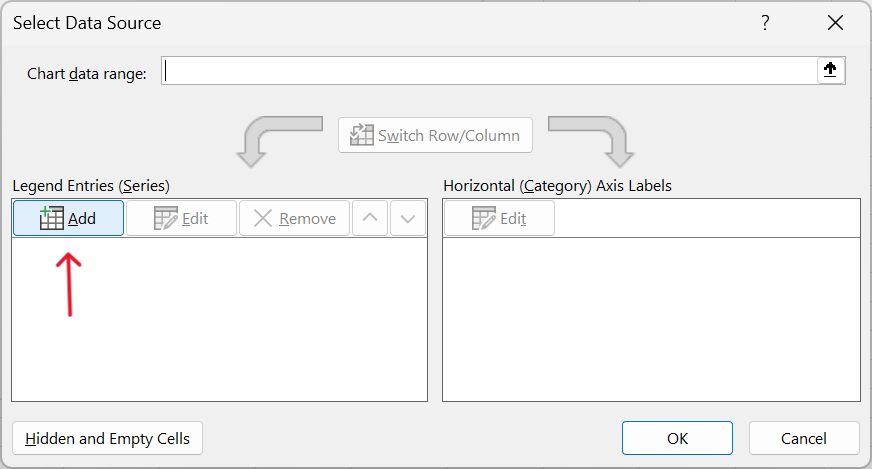 Select Data Source
?
Chart data range:
Switch Row/Column
Legend Entries (Series)
Horizontal (Category) Axis Labels
Add
Edit
Remove
Edit
Hidden and Empty Cells
OK
Cancel